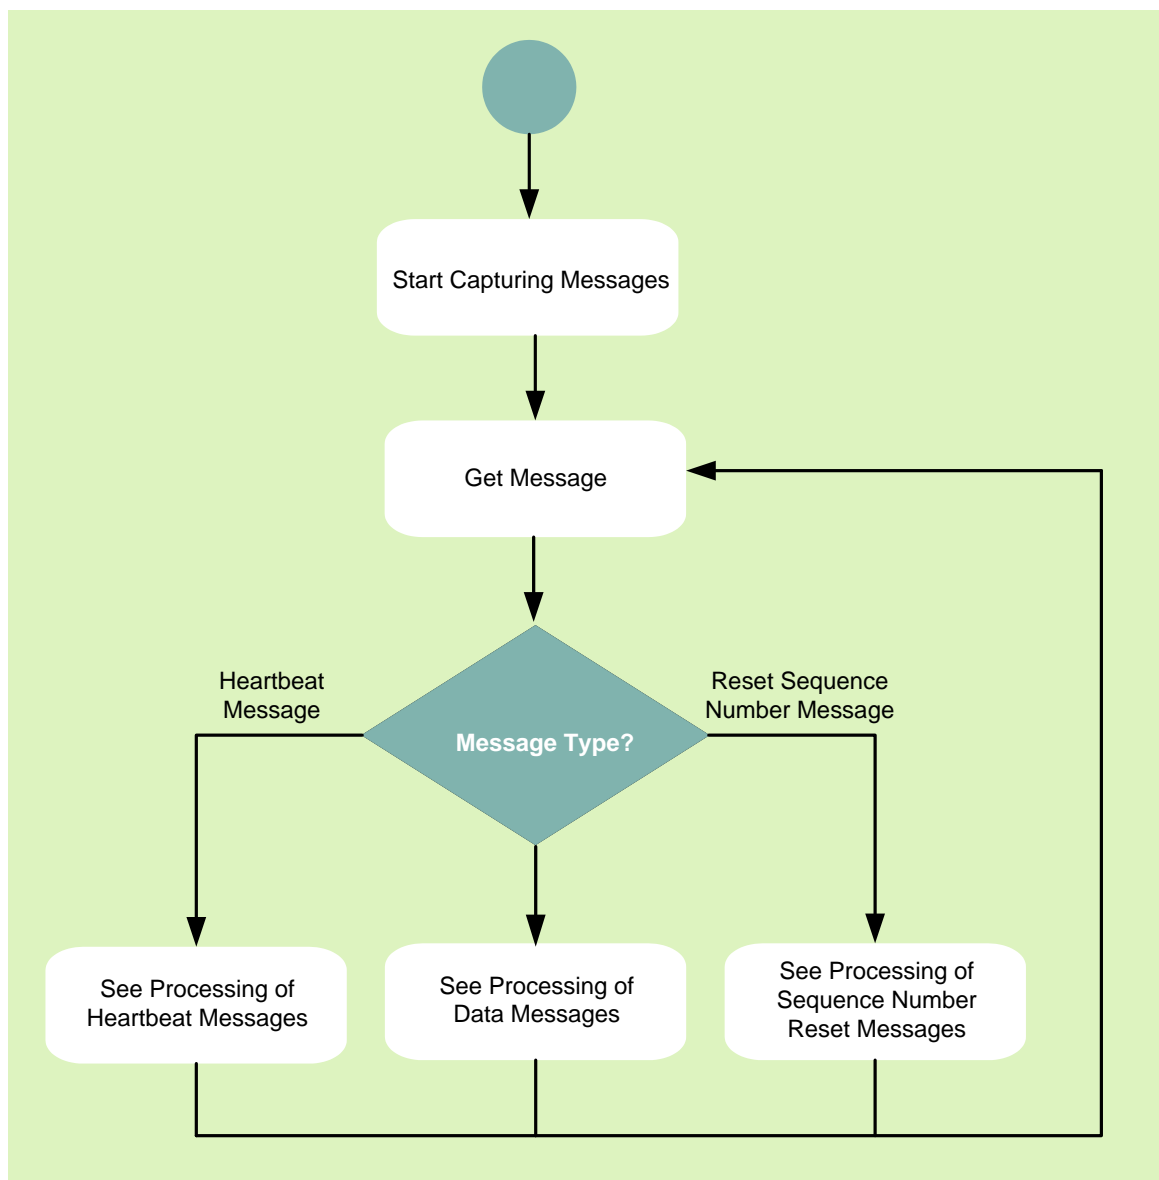 Start Capturing Messages
Get Message
Heartbeat
Message
Reset Sequence
Number Message
Message Type?
See Processing of
Heartbeat Messages
See Processing of
Data Messages
See Processing of
Sequence Number
Reset Messages